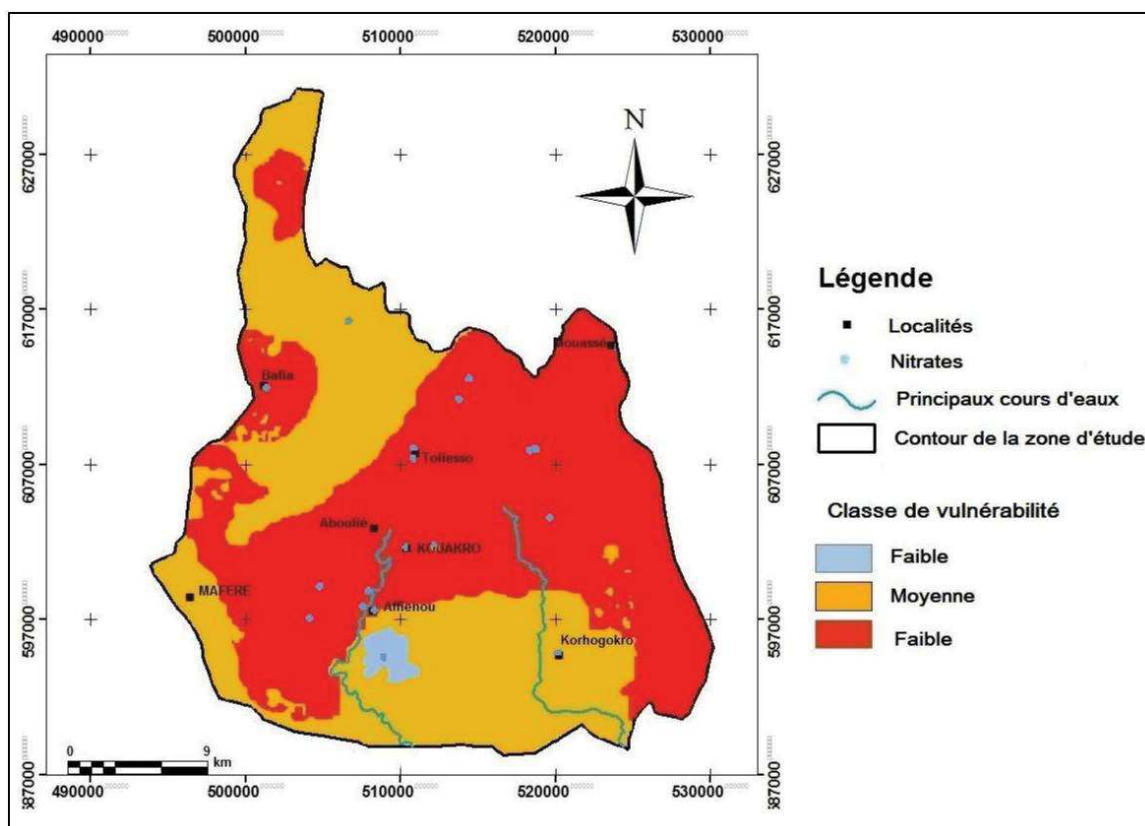 490000 500000 510000 520000 530000
627000 627000
N
617000 617000
Bafia
607000 607000
Toliesso
Aboulié
KOUAKRO
MAFERE
Affienou
597000 597000
Korhogokro
0 9
km
587000
490000 500000 510000 520000 530000
Légende
Localités
Nitrates
Principaux cours d'eaux
Contour de la zone d'étude
Classe de vulnérabilité
Faible
Moyenne
Faible